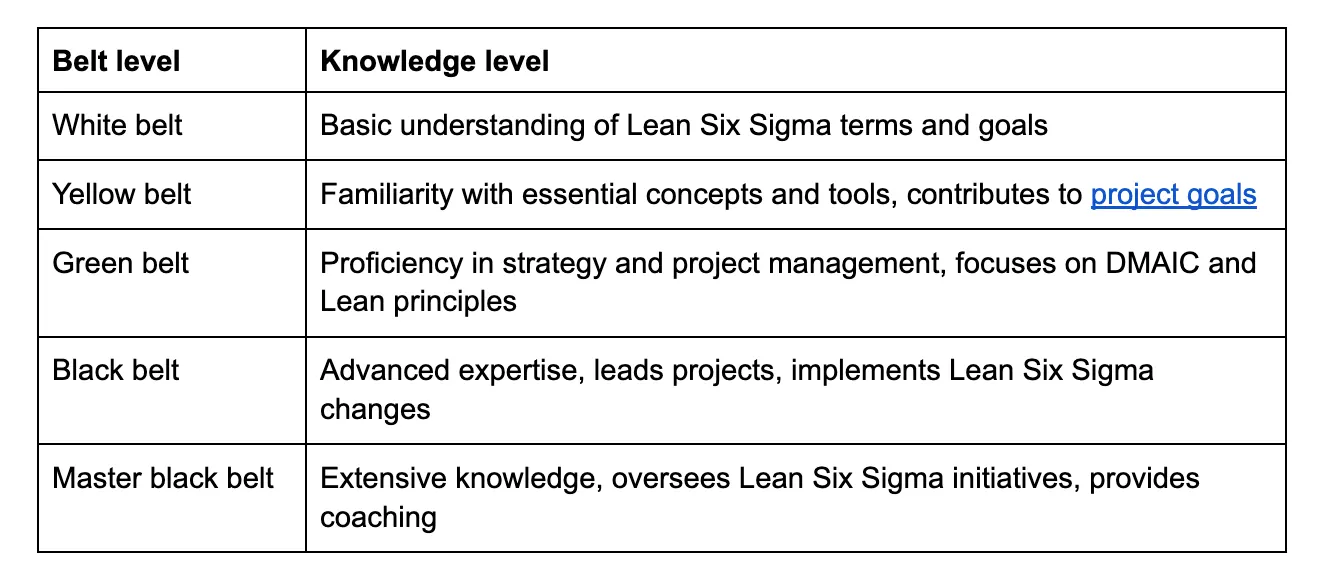 Belt level
Knowledge level
White belt
Basic understanding of Lean Six Sigma terms and goals
Yellow belt
Familiarity with essential concepts and tools, contributes to project goals
Green belt
Proficiency in strategy and project management, focuses on DMAIC and
Lean principles
Black belt
Advanced expertise, leads projects, implements Lean Six Sigma
changes
Master black belt
Extensive knowledge, oversees Lean Six Sigma initiatives, provides
coaching